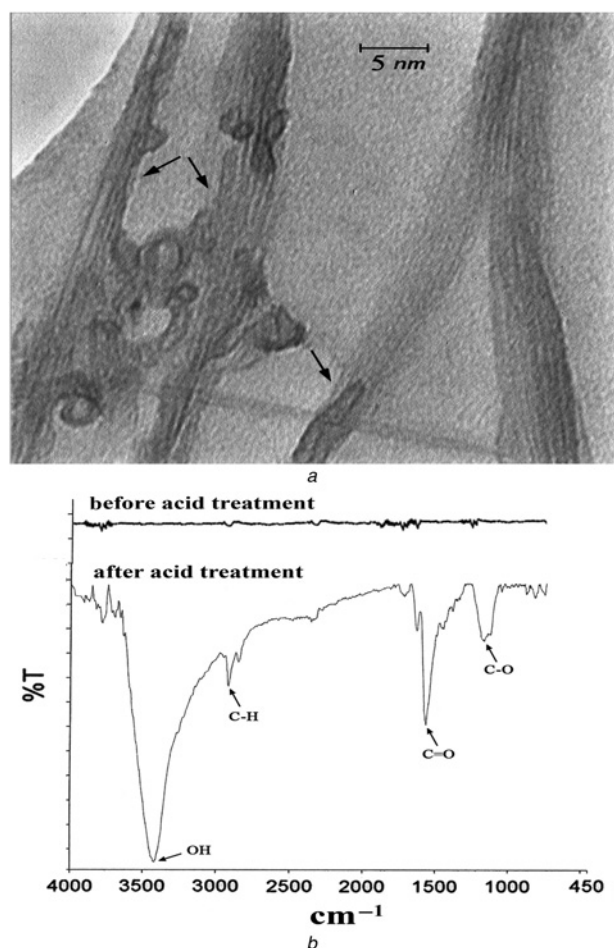 5 nm
a
before acid treatment
after acid treatment
%T
C-H
C-O
C=O
OH
4000 3500 3000 2500 2000 1500 1000 450
cm⁻¹
b